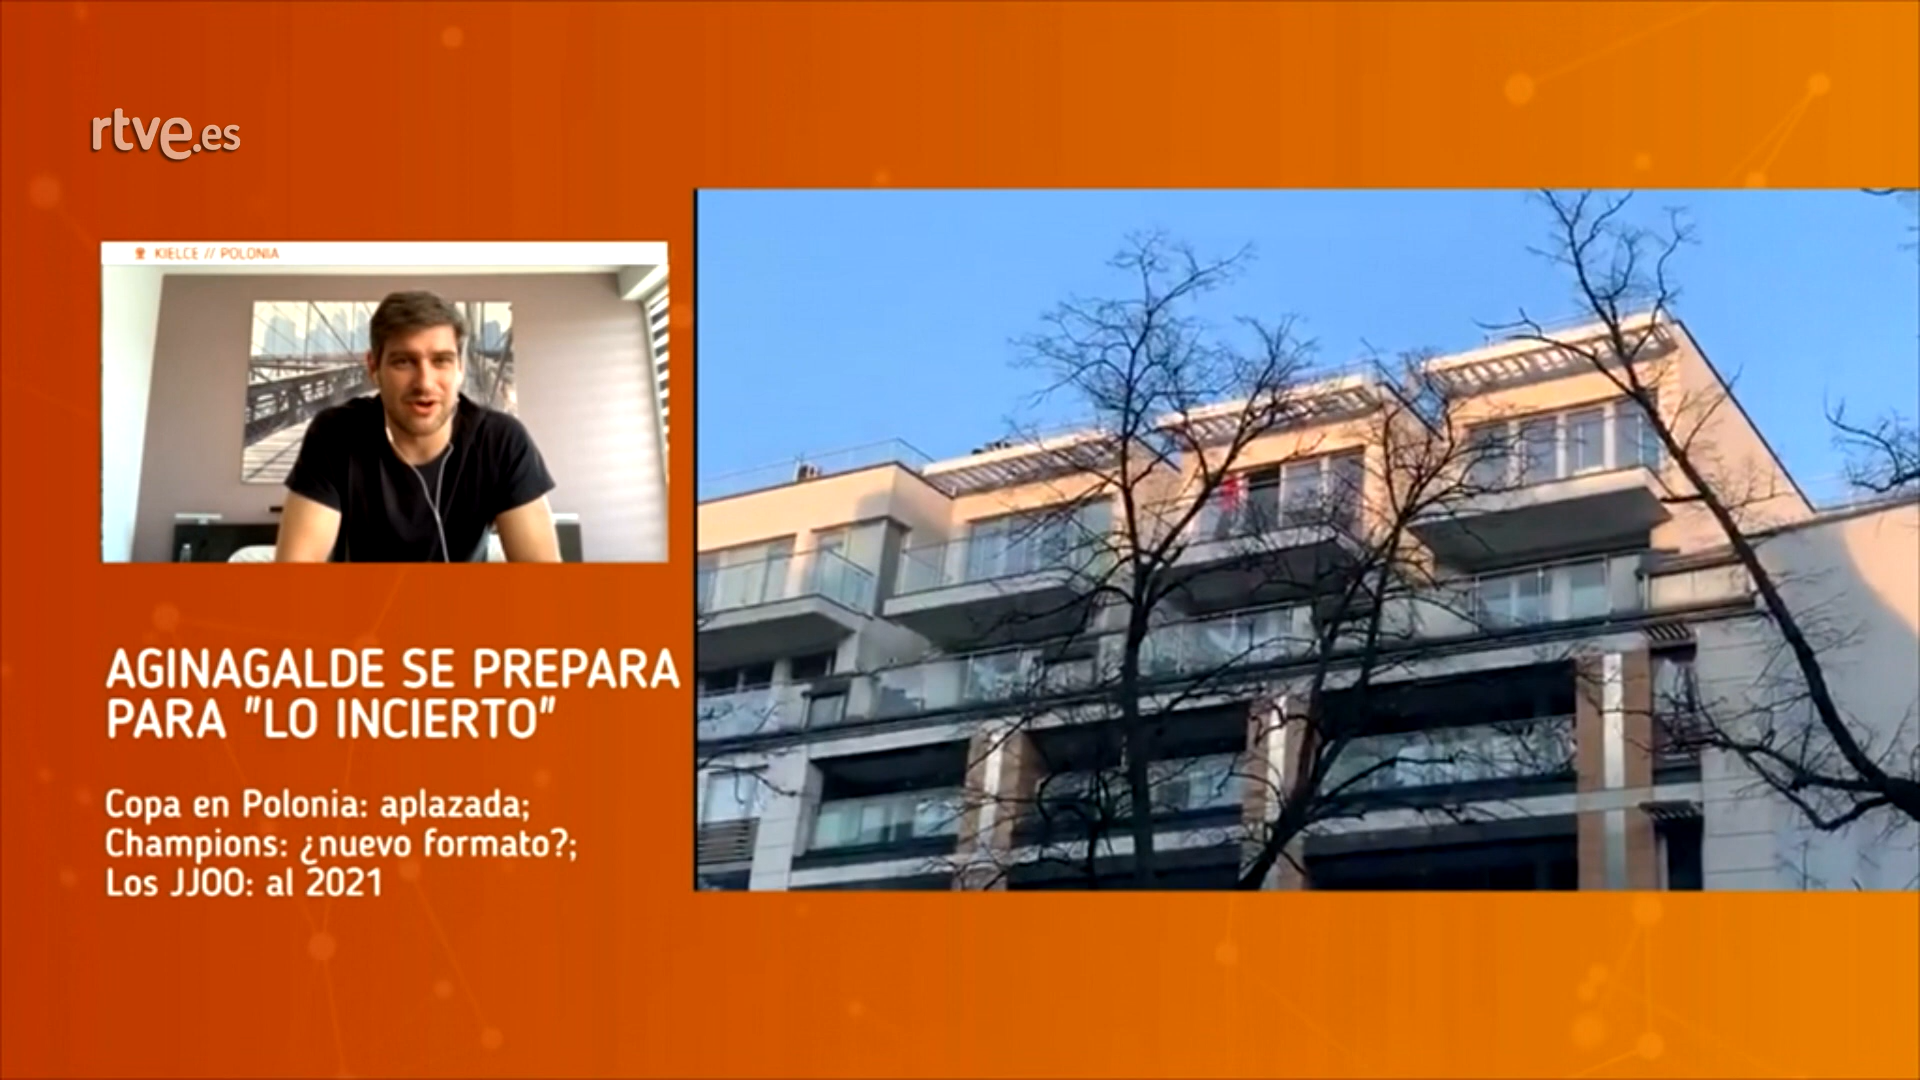 rtve.es
KIELCE // POLONIA
AGINAGALDE SE PREPARA
PARA "LO INCIERTO"
Copa en Polonia: aplazada;
Champions: ¿nuevo formato?;
Los JJOO: al 2021